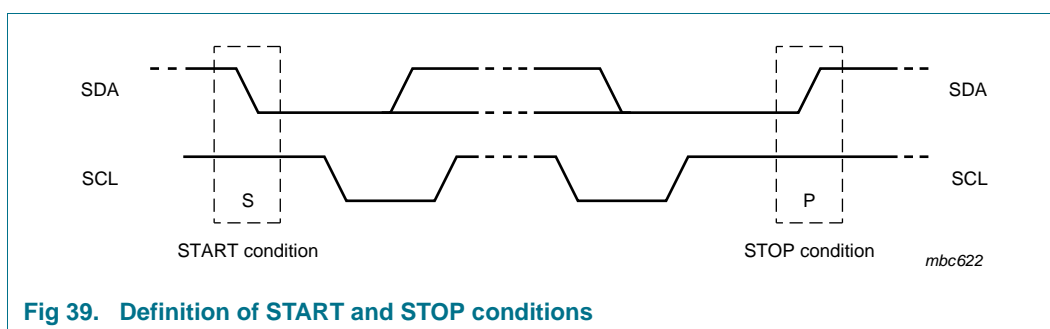 SDA SDA
SCL SCL
S P
START condition STOP condition
mbc622
Fig 39. Definition of START and STOP conditions